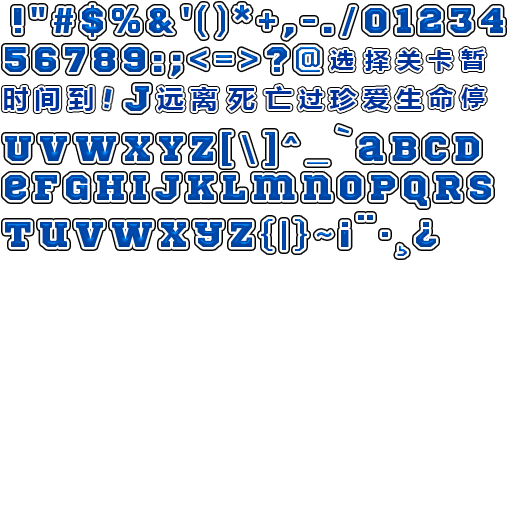 !"#$%&'()*+,-./01234
56789:;<=>?@选择关卡暂
时间到!J远离死亡过珍爱生命停
UVWXYZ[\]^_`aBCD
eFGHIJKLmnOPQRS
TuVWXyZ{|}~i¨·¸¿